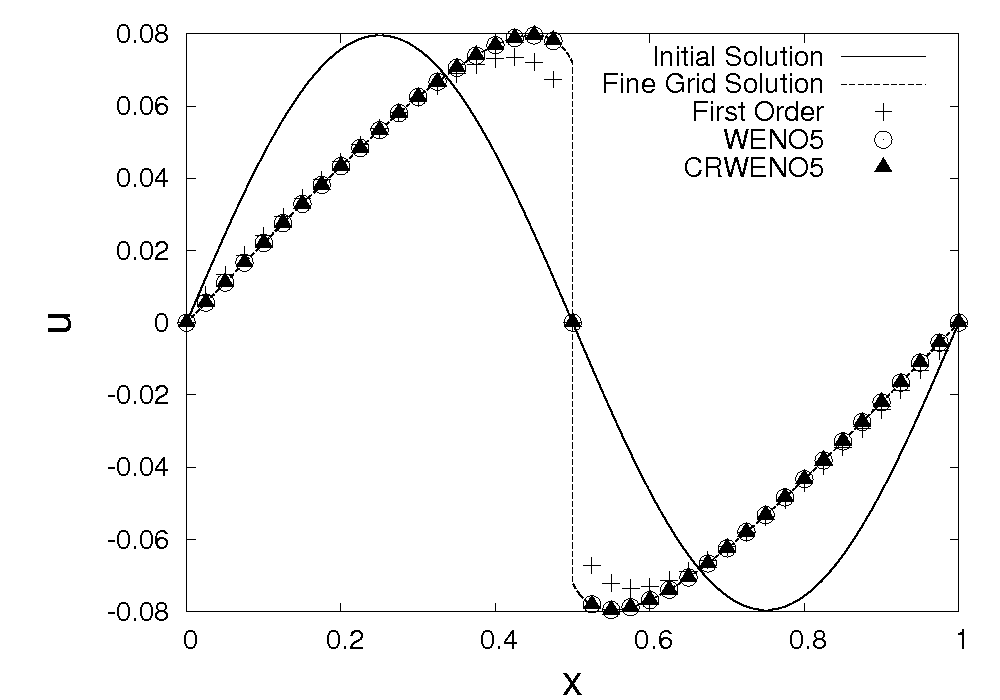 0.08
0.06
0.04
0.02
0
-0.02
-0.04
-0.06
-0.08
u
Initial Solution
Fine Grid Solution
First Order
WENO5
CRWENO5
0 0.2 0.4 0.6 0.8 1
x